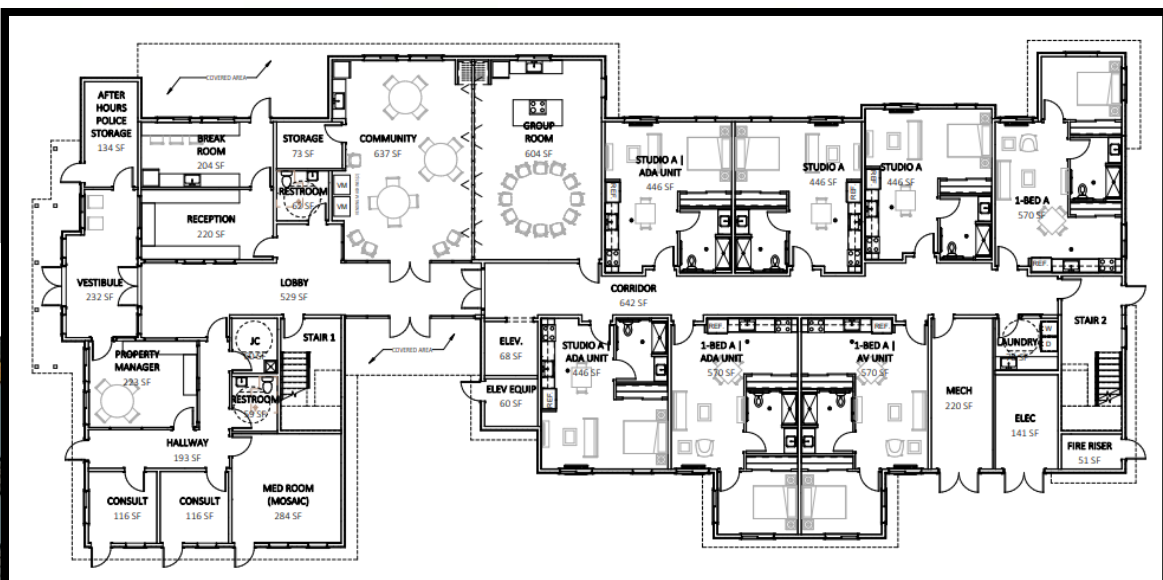 COVERED AREA
AFTER
HOURS
POLICE
STORAGE
134 SF
BREAK
ROOM
204 SF
STORAGE
73 SF
COMMUNITY
637 SF
GROUP
ROOM
604 SF
RESTROOM
VM
VM
RECEPTION
220 SF
STUDIO A |
ADA UNIT
446 SF
REF
STUDIO A
446 SF
REF
STUDIO A
446 SF
REF
1-BED A
570 SF
REF
VESTIBULE
232 SF
LOBBY
529 SF
CORRIDOR
642 SF
STAIR 1
JC
COVERED AREA
ELEV.
68 SF
ELEV EQUIP
60 SF
STUDIO A |
ADA UNIT
446 SF
REF
1-BED A |
ADA UNIT
570 SF
REF
1-BED A |
AV UNIT
570 SF
REF
MECH
220 SF
LAUNDRY
STAIR 2
ELEC
141 SF
FIRE RISER
51 SF
PROPERTY
MANAGER
223 SF
RESTROOM
59 SF
HALLWAY
193 SF
CONSULT
116 SF
CONSULT
116 SF
MED ROOM
(MOSAIC)
284 SF